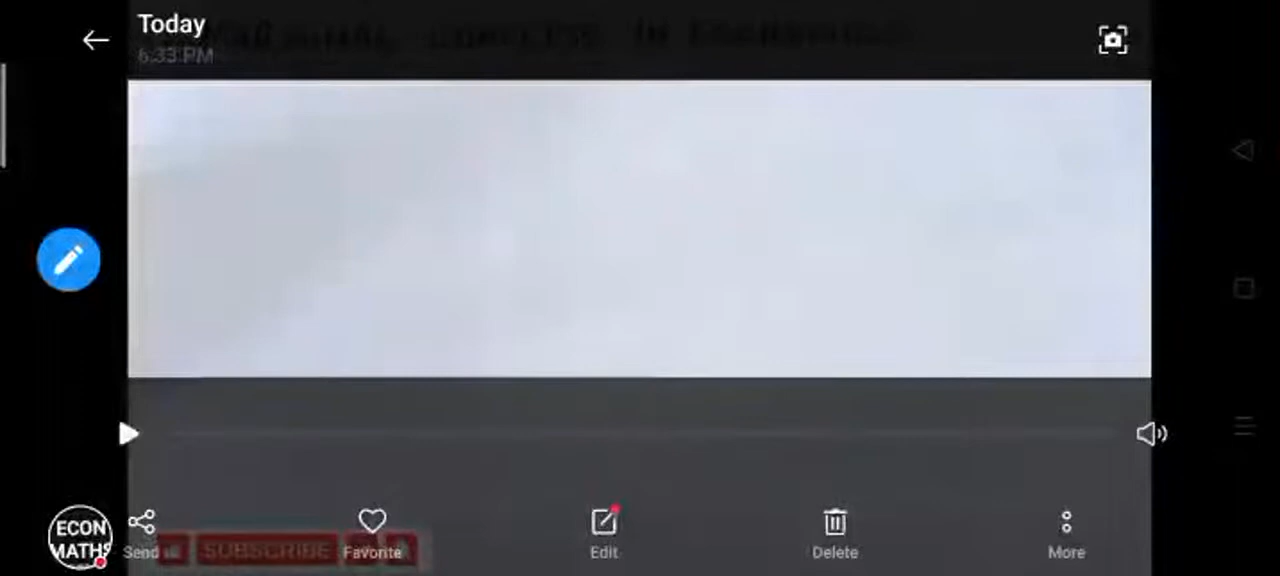 Today
6:33 PM
ECON
MATHS
Send
SUBSCRIBE
Favorite
Edit
Delete
More